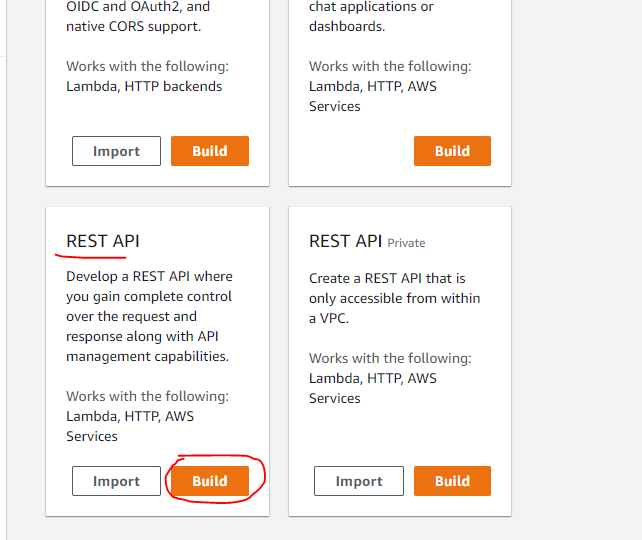 OIDC and OAuth2, and
native CORS support.
Works with the following:
Lambda, HTTP backends
Import
Build
chat applications or
dashboards.
Works with the following:
Lambda, HTTP, AWS
Services
Build
REST API
Develop a REST API where
you gain complete control
over the request and
response along with API
management capabilities.
Works with the following:
Lambda, HTTP, AWS
Services
Import
Build
REST API Private
Create a REST API that is
only accessible from within
a VPC.
Works with the following:
Lambda, HTTP, AWS
Services
Import
Build